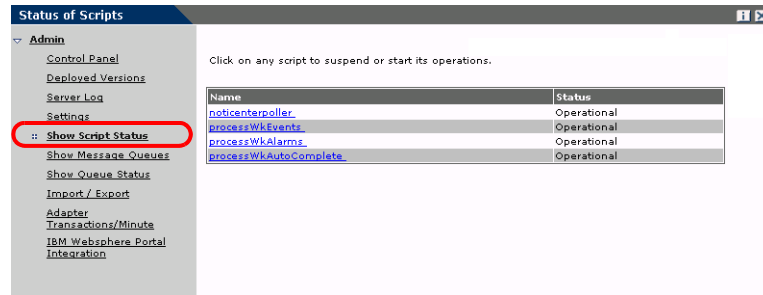 Status of Scripts
Admin
Control Panel
Deployed Versions
Server Log
Settings
Show Script Status
Show Message Queues
Show Queue Status
Import / Export
Adapter
Transactions/Minute
IBM Websphere Portal
Integration
Click on any script to suspend or start its operations.
Name Status
noticenterpoller Operational
processWkEvents Operational
processWkAlarms Operational
processWkAutoComplete Operational